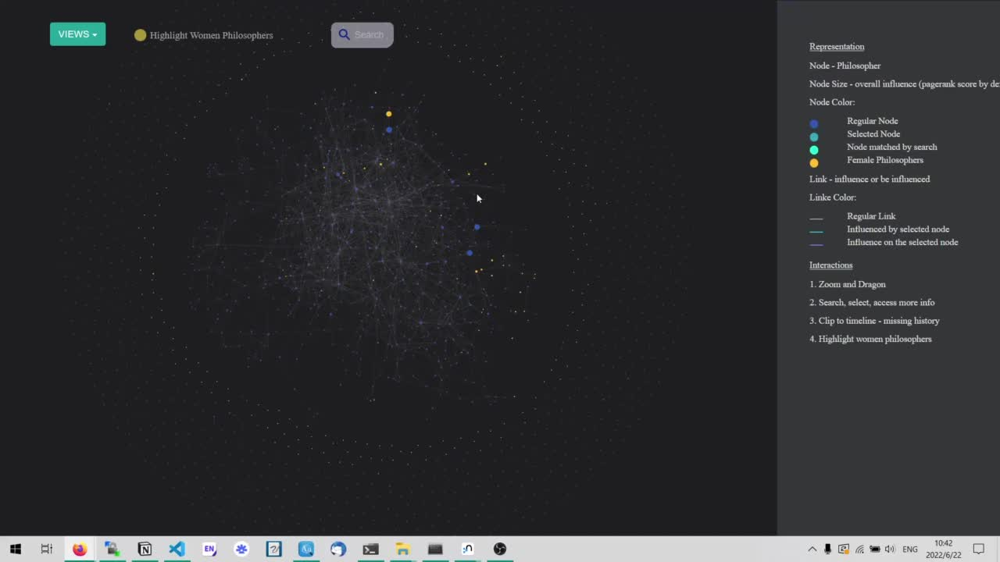 VIEWS
Highlight Women Philosophers
Search
Representation
Node - Philosopher
Node Size - overall influence (pagerank score by de
Node Color:
Regular Node
Selected Node
Node matched by search
Female Philosophers
Link - influence or be influenced
Linke Color:
Regular Link
Influenced by selected node
Influence on the selected node
Interactions
1. Zoom and Dragon
2. Search, select, access more info
3. Clip to timeline - missing history
4. Highlight women philosophers
EN
ENG
10:42
2022/6/22